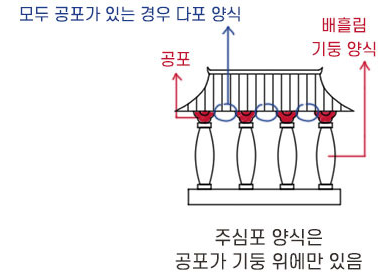 모두 공포가 있는 경우 다포 양식
배흘림
기둥 양식
공포
주심포 양식은
공포가 기둥 위에만 있음